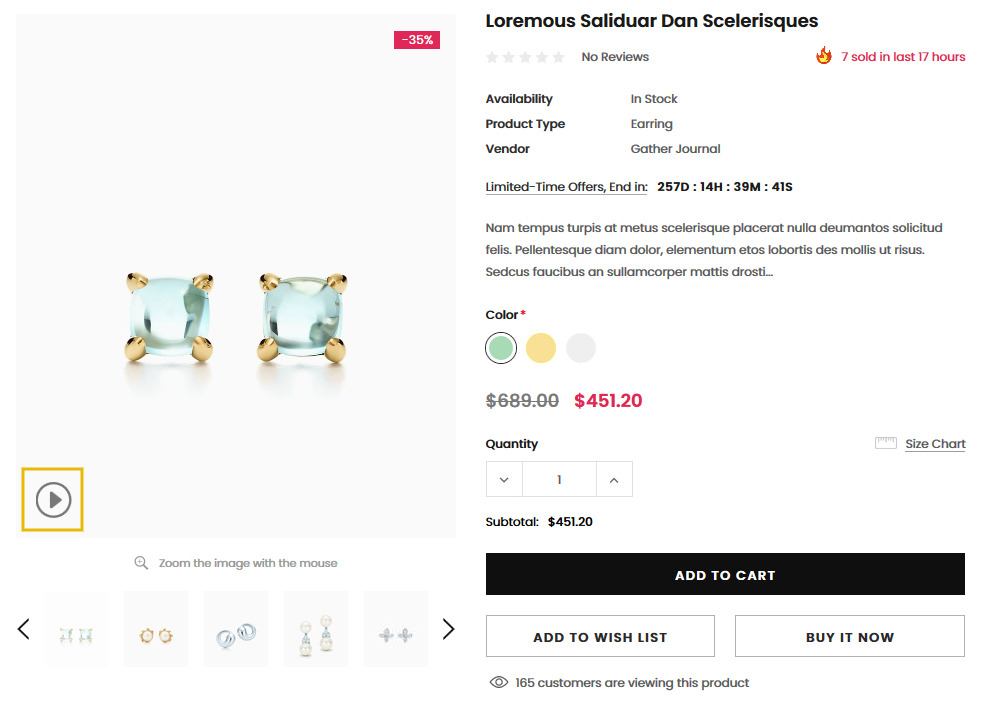 -35%
Zoom the image with the mouse
Loremous Saliduar Dan Scelerisques
No Reviews
7 sold in last 17 hours
Availability In Stock
Product Type Earring
Vendor Gather Journal
Limited-Time Offers, End in: 257D : 14H : 39M : 41S
Nam tempus turpis at metus scelerisque placerat nulla deumantos solicitud
felis. Pellentesque diam dolor, elementum etos lobortis des mollis ut risus.
Sedcus faucibus an sullamcorper mattis drosti...
Color*
$689.00 $451.20
Quantity
Size Chart
1
Subtotal: $451.20
ADD TO CART
ADD TO WISH LIST
BUY IT NOW
165 customers are viewing this product